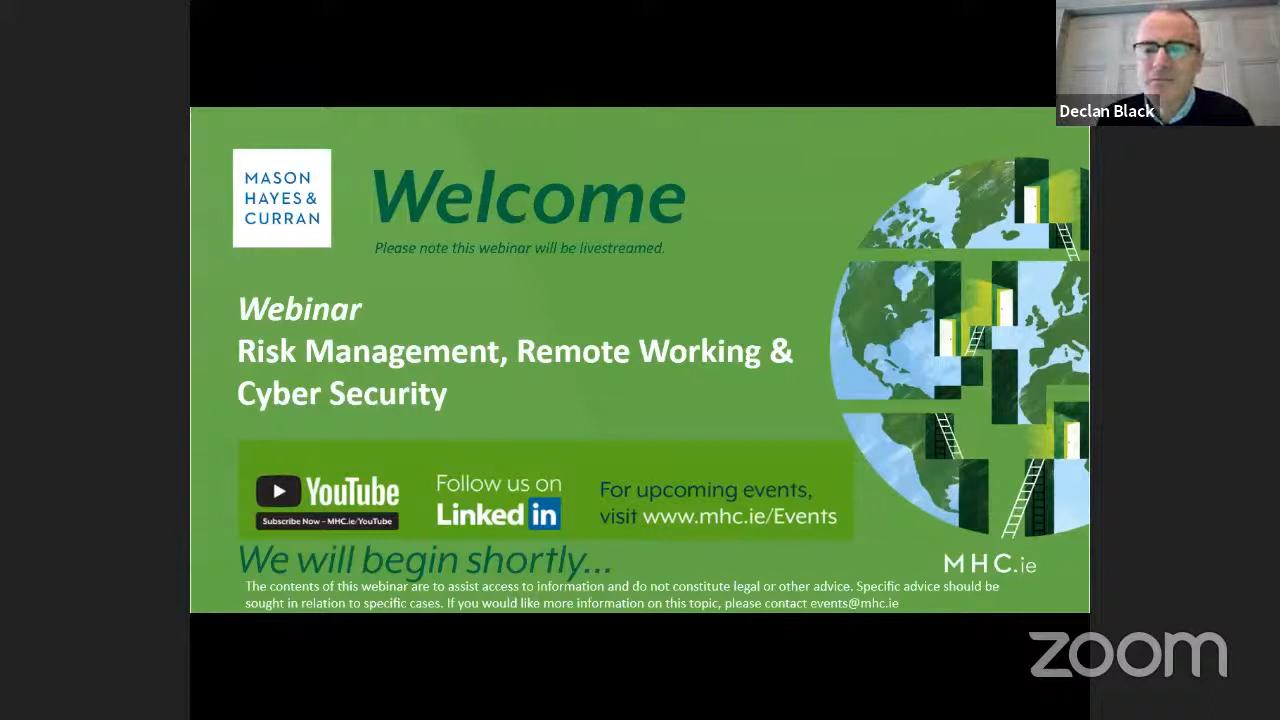 Declan Black
MASON
HAYES &
CURRAN
Welcome
Please note this webinar will be livestreamed.
Webinar
Risk Management, Remote Working &
Cyber Security
YouTube
Subscribe Now – MHC.ie/YouTube
Follow us on
Linked in
For upcoming events,
visit www.mhc.ie/Events
We will begin shortly...
MHC.ie
The contents of this webinar are to assist access to information and do not constitute legal or other advice. Specific advice should be
sought in relation to specific cases. If you would like more information on this topic, please contact events@mhc.ie
zoom